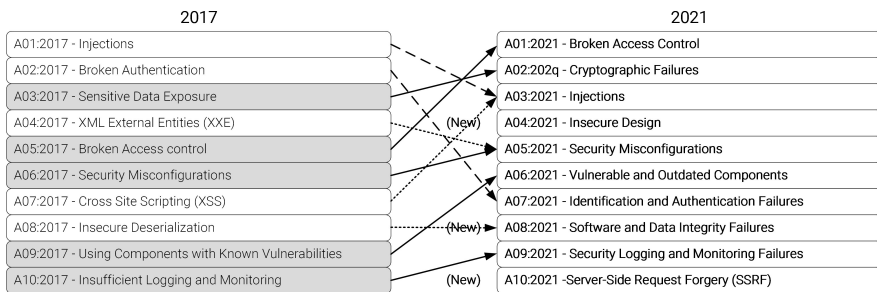 2017
2021
A01:2017 - Injections
A01:2021 - Broken Access Control
A02:2017 - Broken Authentication
A02:202q - Cryptographic Failures
A03:2017 - Sensitive Data Exposure
A03:2021 - Injections
A04:2017 - XML External Entities (XXE)
(New)
A04:2021 - Insecure Design
A05:2017 - Broken Access control
A05:2021 - Security Misconfigurations
A06:2017 - Security Misconfigurations
A06:2021 - Vulnerable and Outdated Components
A07:2017 - Cross Site Scripting (XSS)
A07:2021 - Identification and Authentication Failures
A08:2017 - Insecure Deserialization
(New)
A08:2021 - Software and Data Integrity Failures
A09:2017 - Using Components with Known Vulnerabilities
A09:2021 - Security Logging and Monitoring Failures
A10:2017 - Insufficient Logging and Monitoring
(New)
A10:2021 -Server-Side Request Forgery (SSRF)